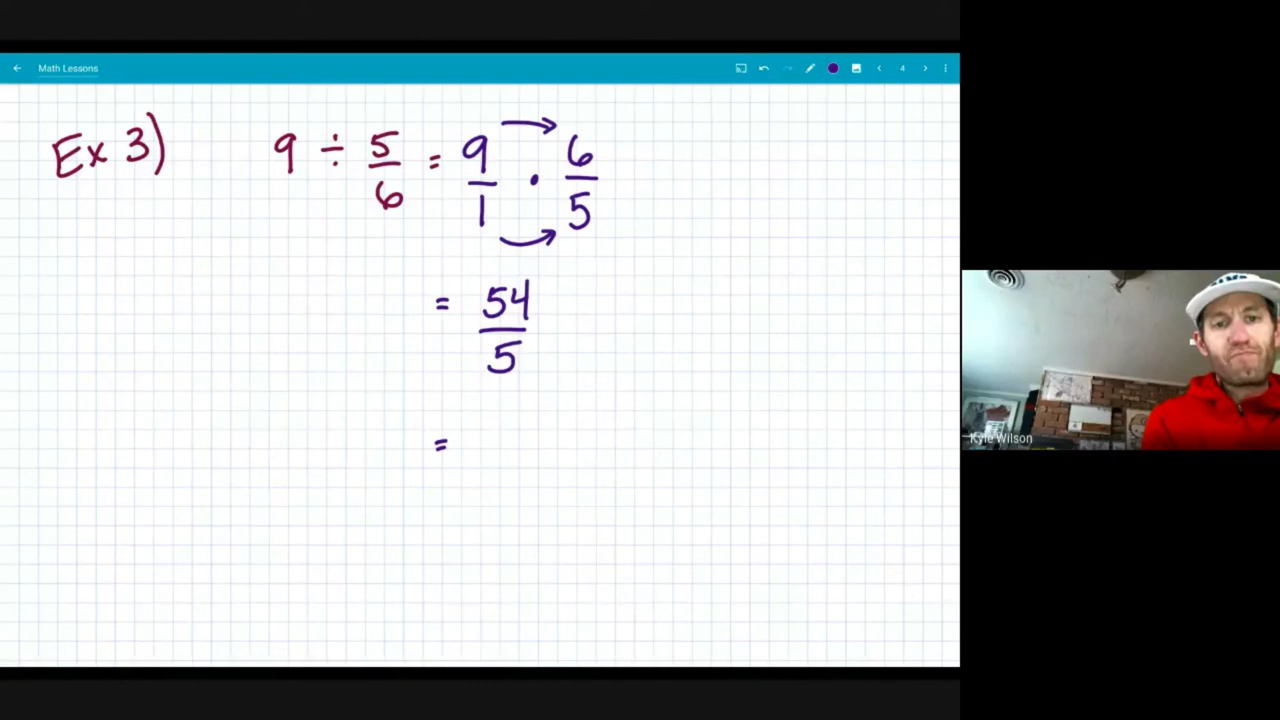 Math Lessons
4
Ex 3) 9 ÷ 5/6 = 9/1 · 6/5
= 54/5
=
Kyle Wilson